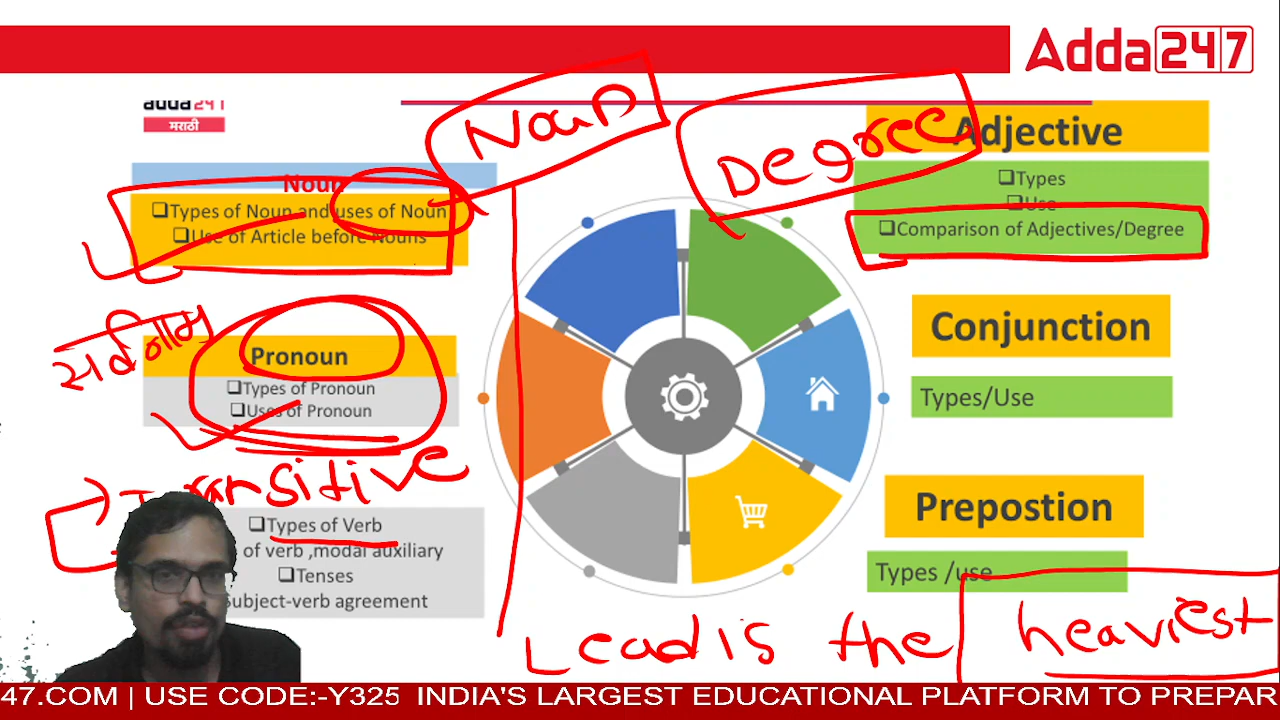 Adda247
adda247
मराठी
Noun
Degree
Adjective
Types
Use
Comparison of Adjectives/Degree
Noun
Types of Noun and uses of Noun
Use of Article before Nouns
सर्वनाम
Pronoun
Types of Pronoun
Uses of Pronoun
Conjunction
Types/Use
Transitive
Types of Verb
of verb ,modal auxiliary
Tenses
Subject-verb agreement
Prepostion
Types /use
Lead is the heaviest
47.COM | USE CODE:-Y325 INDIA'S LARGEST EDUCATIONAL PLATFORM TO PREPAR